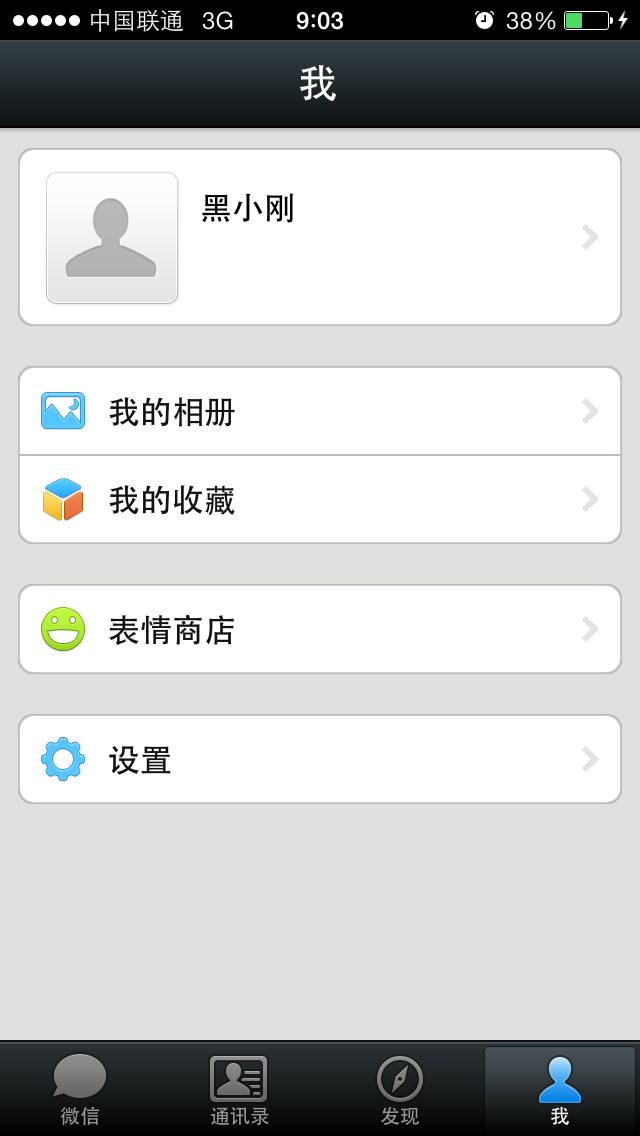 中国联通 3G 9:03 38%
我
黑小刚
我的相册
我的收藏
表情商店
设置
微信 通讯录 发现 我